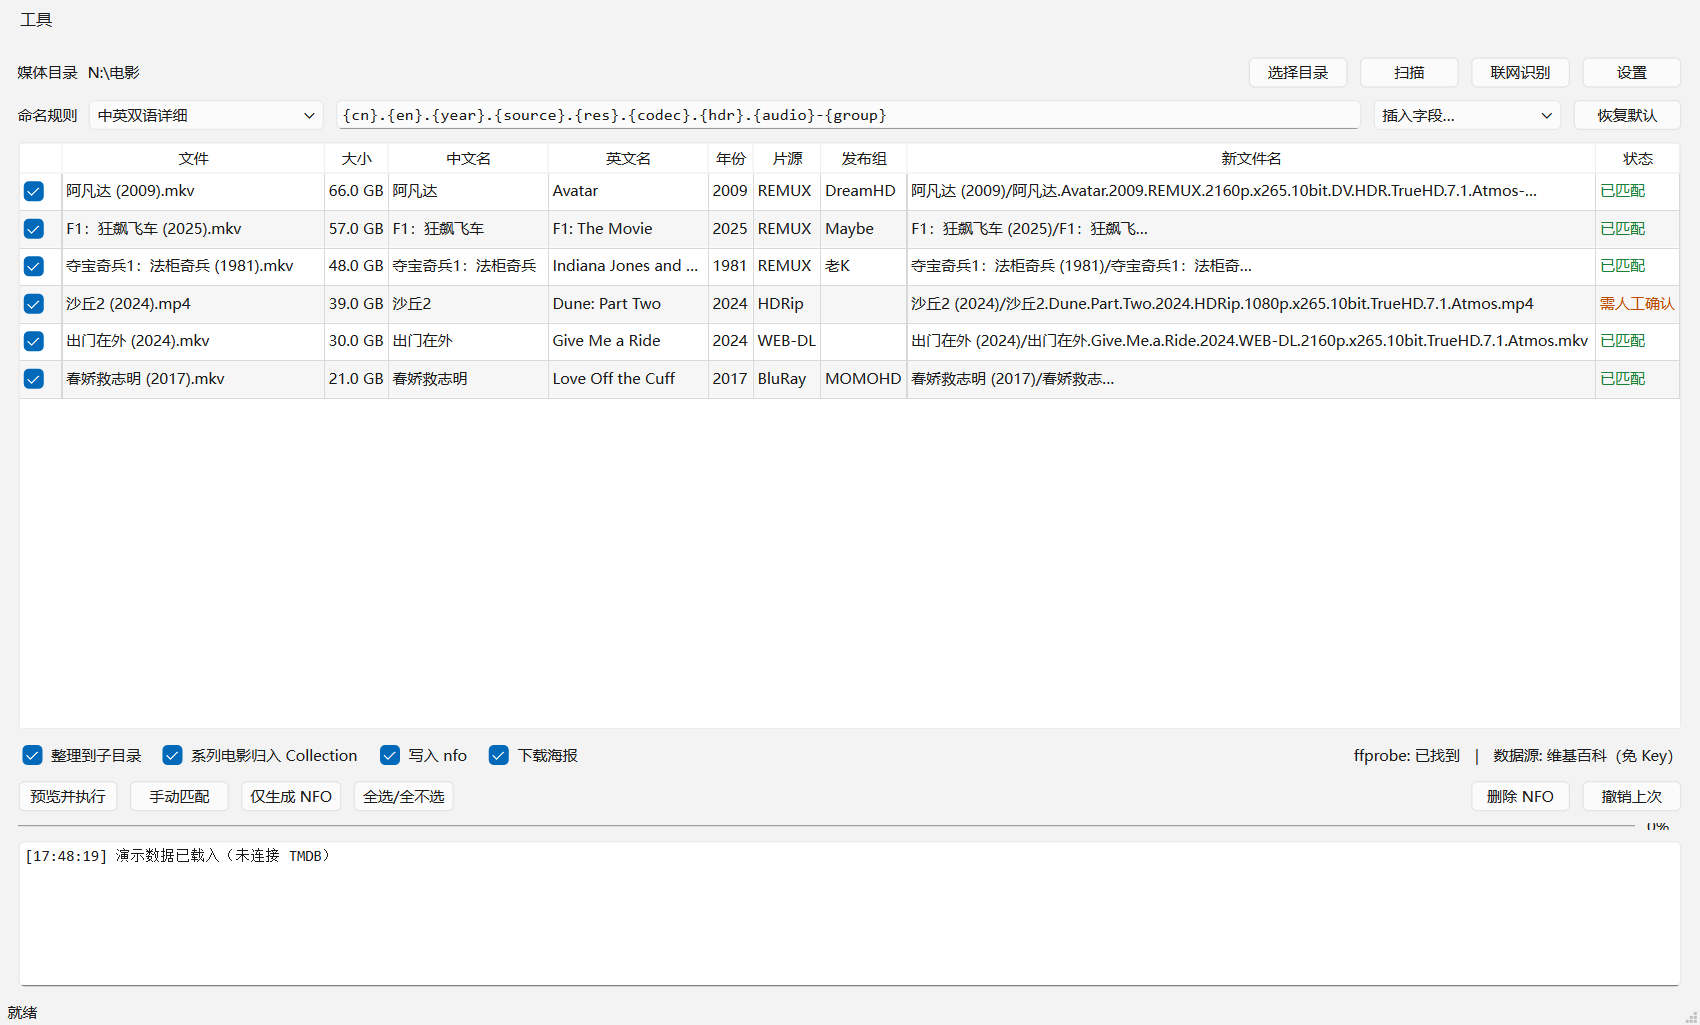 工具
媒体目录 N:\电影 选择目录 扫描 联网识别 设置
命名规则 中英双语详细 {cn}.{en}.{year}.{source}.{res}.{codec}.{hdr}.{audio}-{group} 插入字段... 恢复默认
文件 大小 中文名 英文名 年份 片源 发布组 新文件名 状态
阿凡达 (2009).mkv 66.0 GB 阿凡达 Avatar 2009 REMUX DreamHD 阿凡达 (2009)/阿凡达.Avatar.2009.REMUX.2160p.x265.10bit.DV.HDR.TrueHD.7.1.Atmos-... 已匹配
F1：狂飙飞车 (2025).mkv 57.0 GB F1：狂飙飞车 F1: The Movie 2025 REMUX Maybe F1：狂飙飞车 (2025)/F1：狂飙飞... 已匹配
夺宝奇兵1：法柜奇兵 (1981).mkv 48.0 GB 夺宝奇兵1：法柜奇兵 Indiana Jones and ... 1981 REMUX 老K 夺宝奇兵1：法柜奇兵 (1981)/夺宝奇兵1：法柜奇... 已匹配
沙丘2 (2024).mp4 39.0 GB 沙丘2 Dune: Part Two 2024 HDRip 沙丘2 (2024)/沙丘2.Dune.Part.Two.2024.HDRip.1080p.x265.10bit.TrueHD.7.1.Atmos.mp4 需人工确认
出门在外 (2024).mkv 30.0 GB 出门在外 Give Me a Ride 2024 WEB-DL 出门在外 (2024)/出门在外.Give.Me.a.Ride.2024.WEB-DL.2160p.x265.10bit.TrueHD.7.1.Atmos.mkv 已匹配
春娇救志明 (2017).mkv 21.0 GB 春娇救志明 Love Off the Cuff 2017 BluRay MOMOHD 春娇救志明 (2017)/春娇救志... 已匹配
整理到子目录 系列电影归入 Collection 写入 nfo 下载海报 ffprobe: 已找到 | 数据源: 维基百科（免 Key）
预览并执行 手动匹配 仅生成 NFO 全选/全不选 删除 NFO 撤销上次
0%
[17:48:19] 演示数据已载入（未连接 TMDB）
就绪